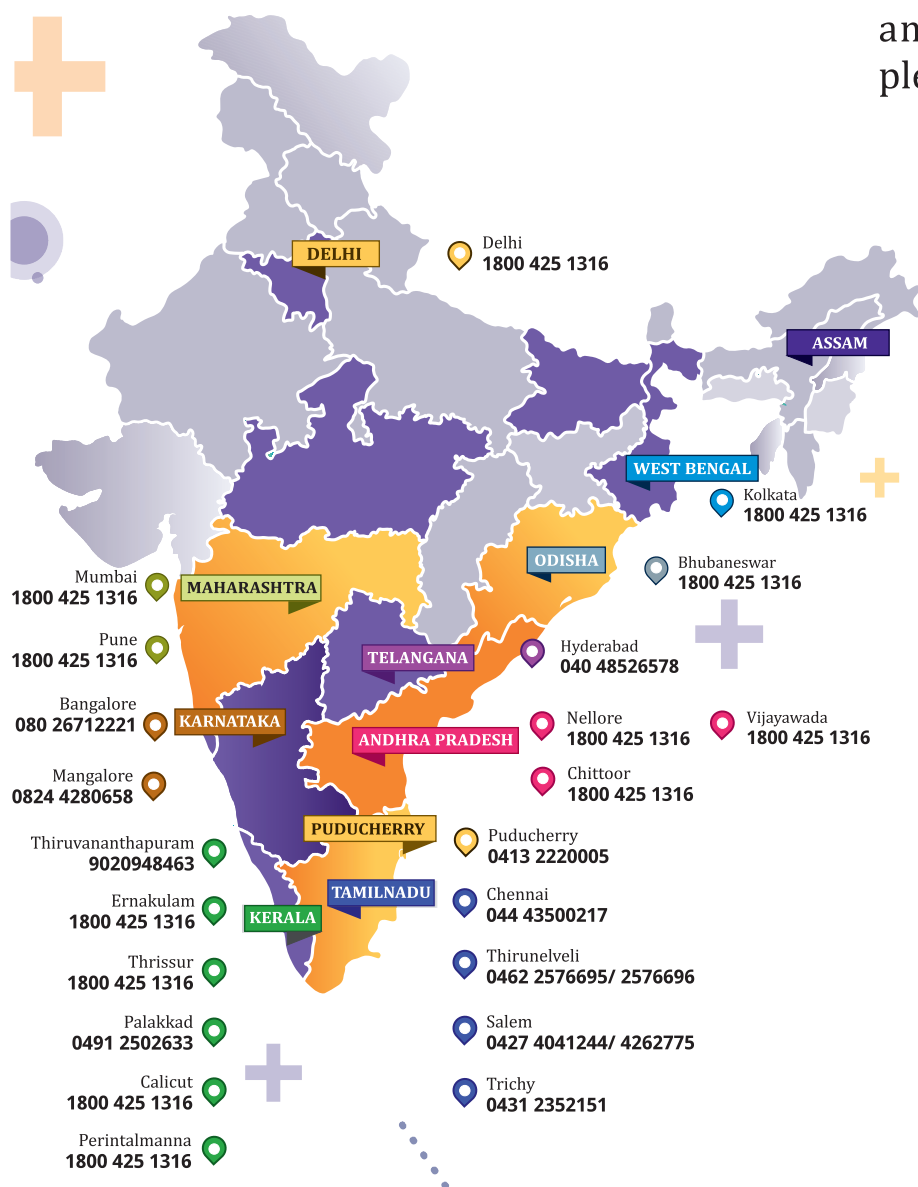 an
ple
DELHI
Delhi
1800 425 1316
ASSAM
WEST BENGAL
Kolkata
1800 425 1316
ODISHA
Bhubaneswar
1800 425 1316
Mumbai
1800 425 1316
MAHARASHTRA
Pune
1800 425 1316
TELANGANA
Hyderabad
040 48526578
Bangalore
080 26712221
KARNATAKA
ANDHRA PRADESH
Nellore
1800 425 1316
Vijayawada
1800 425 1316
Mangalore
0824 4280658
Chittoor
1800 425 1316
PUDUCHERRY
Puducherry
0413 2220005
Thiruvananthapuram
9020948463
Ernakulam
1800 425 1316
KERALA
TAMILNADU
Chennai
044 43500217
Thrissur
1800 425 1316
Thirunelveli
0462 2576695/ 2576696
Palakkad
0491 2502633
Salem
0427 4041244/ 4262775
Calicut
1800 425 1316
Trichy
0431 2352151
Perintalmanna
1800 425 1316